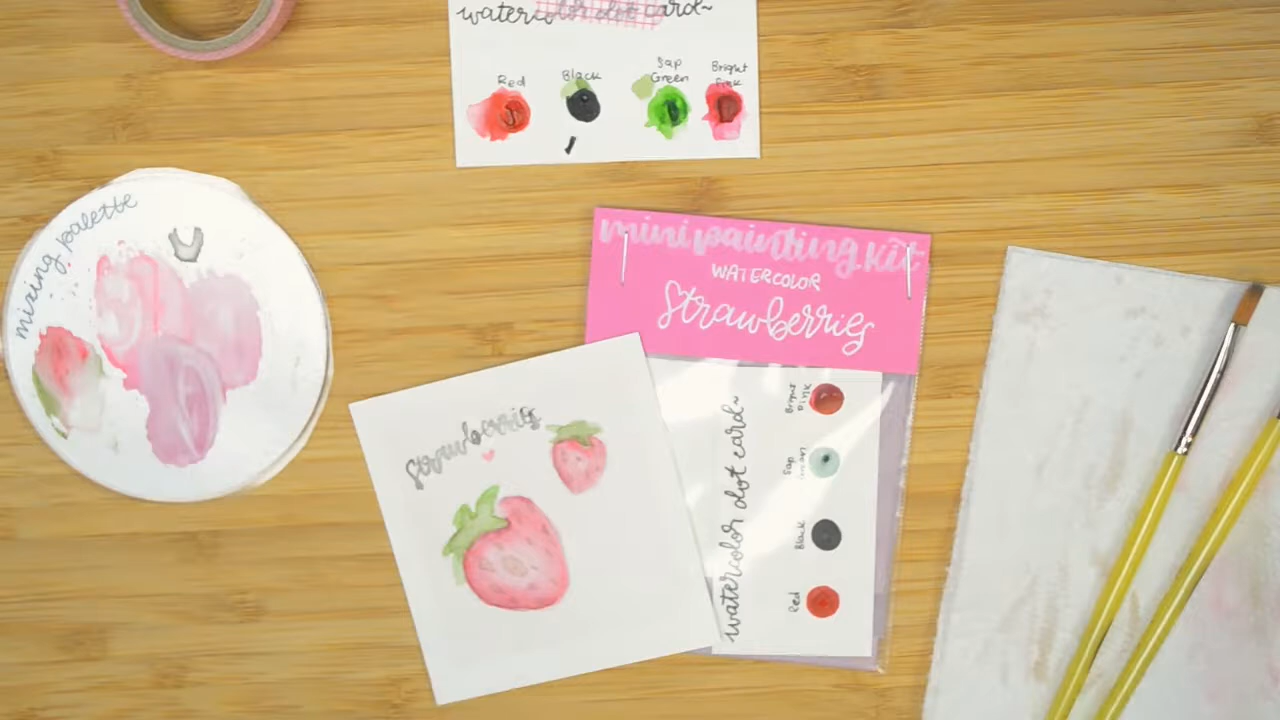 watercolor dot card~
Red
Black
Sap
Green
Bright
Pink
mixing palette
mini painting kit
WATERCOLOR
Strawberries
strawberries
watercolor dot card~
Bright
Pink
Sap
Green
Black
Red